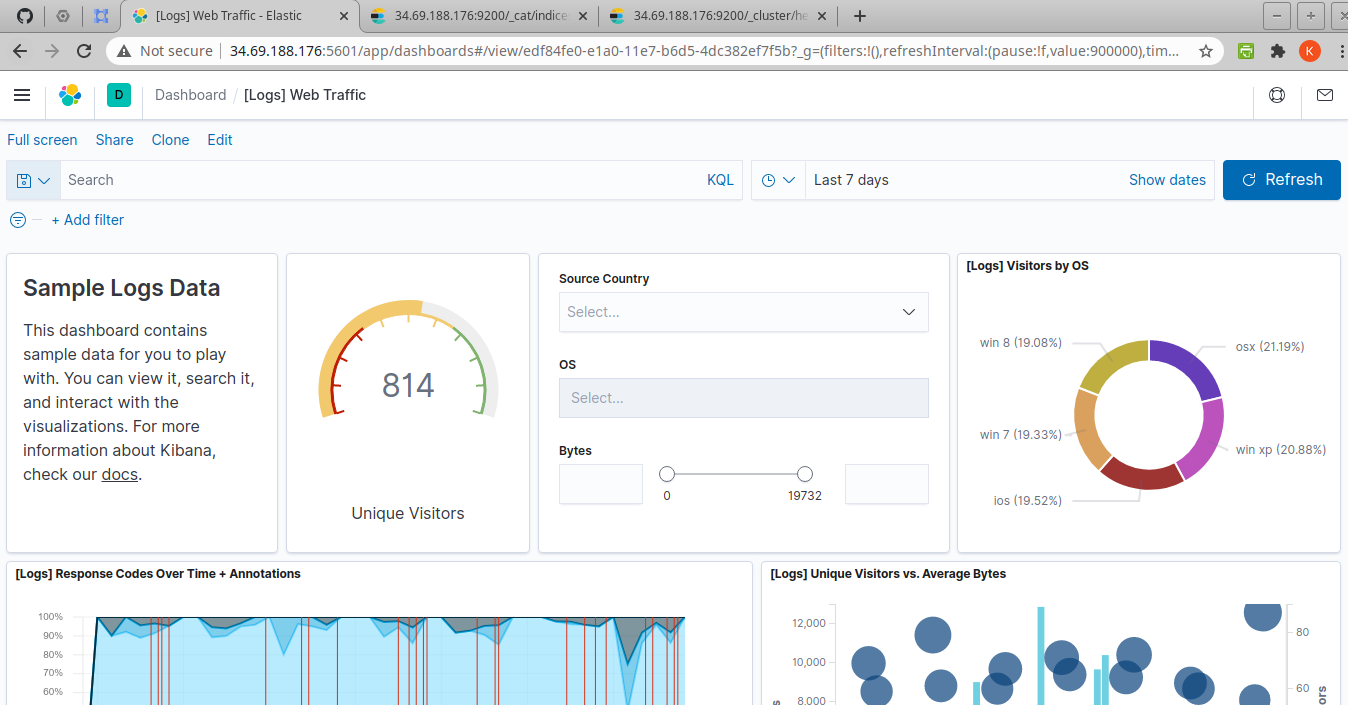 [Logs] Web Traffic - Elastic
34.69.188.176:9200/_cat/indice
34.69.188.176:9200/_cluster/he
Not secure
34.69.188.176:5601/app/dashboards#/view/edf84fe0-e1a0-11e7-b6d5-4dc382ef7f5b?_g=(filters:!(),refreshInterval:(pause:!f,value:900000),tim...
K
D
Dashboard / [Logs] Web Traffic
Full screen
Share
Clone
Edit
Search
KQL
Last 7 days
Show dates
Refresh
+ Add filter
Sample Logs Data
This dashboard contains
sample data for you to play
with. You can view it, search it,
and interact with the
visualizations. For more
information about Kibana,
check our docs.
814
Unique Visitors
Source Country
Select...
OS
Select...
Bytes
0
19732
[Logs] Visitors by OS
win 8 (19.08%)
osx (21.19%)
win 7 (19.33%)
win xp (20.88%)
ios (19.52%)
[Logs] Response Codes Over Time + Annotations
100%
90%
80%
70%
60%
[Logs] Unique Visitors vs. Average Bytes
12,000
10,000
8,000
80
60